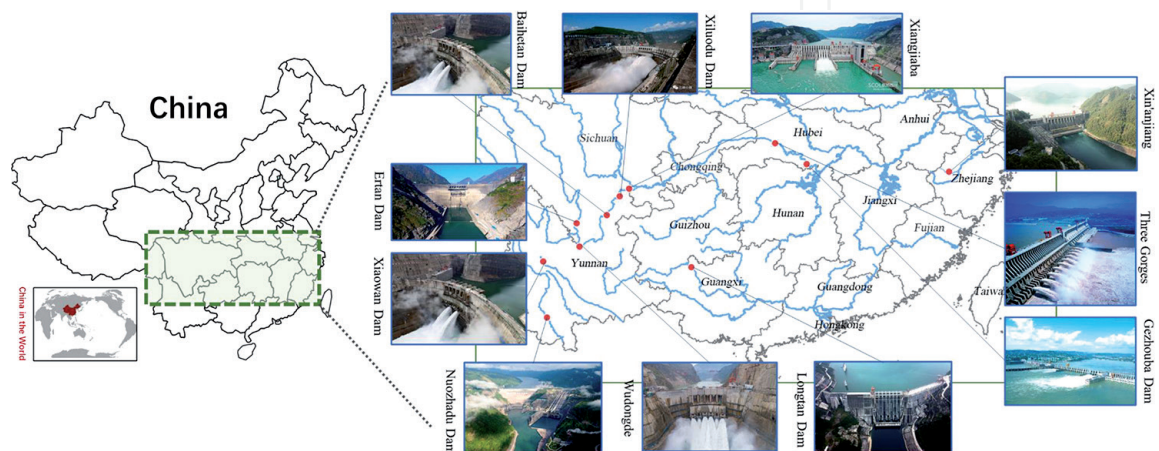 China
China in the World
Baihetan Dam
Xiluodu Dam
Xiangjiaba
Xin'anjiang
Three Gorges
Gezhouba Dam
Ertan Dam
Xiaowan Dam
Nuozhadu Dam
Wudongde
Longtan Dam
Sichuan
Chongqing
Hubei
Anhui
Zhejiang
Guizhou
Hunan
Jiangxi
Fujian
Yunnan
Guangxi
Guangdong
Hongkong
Taiwa